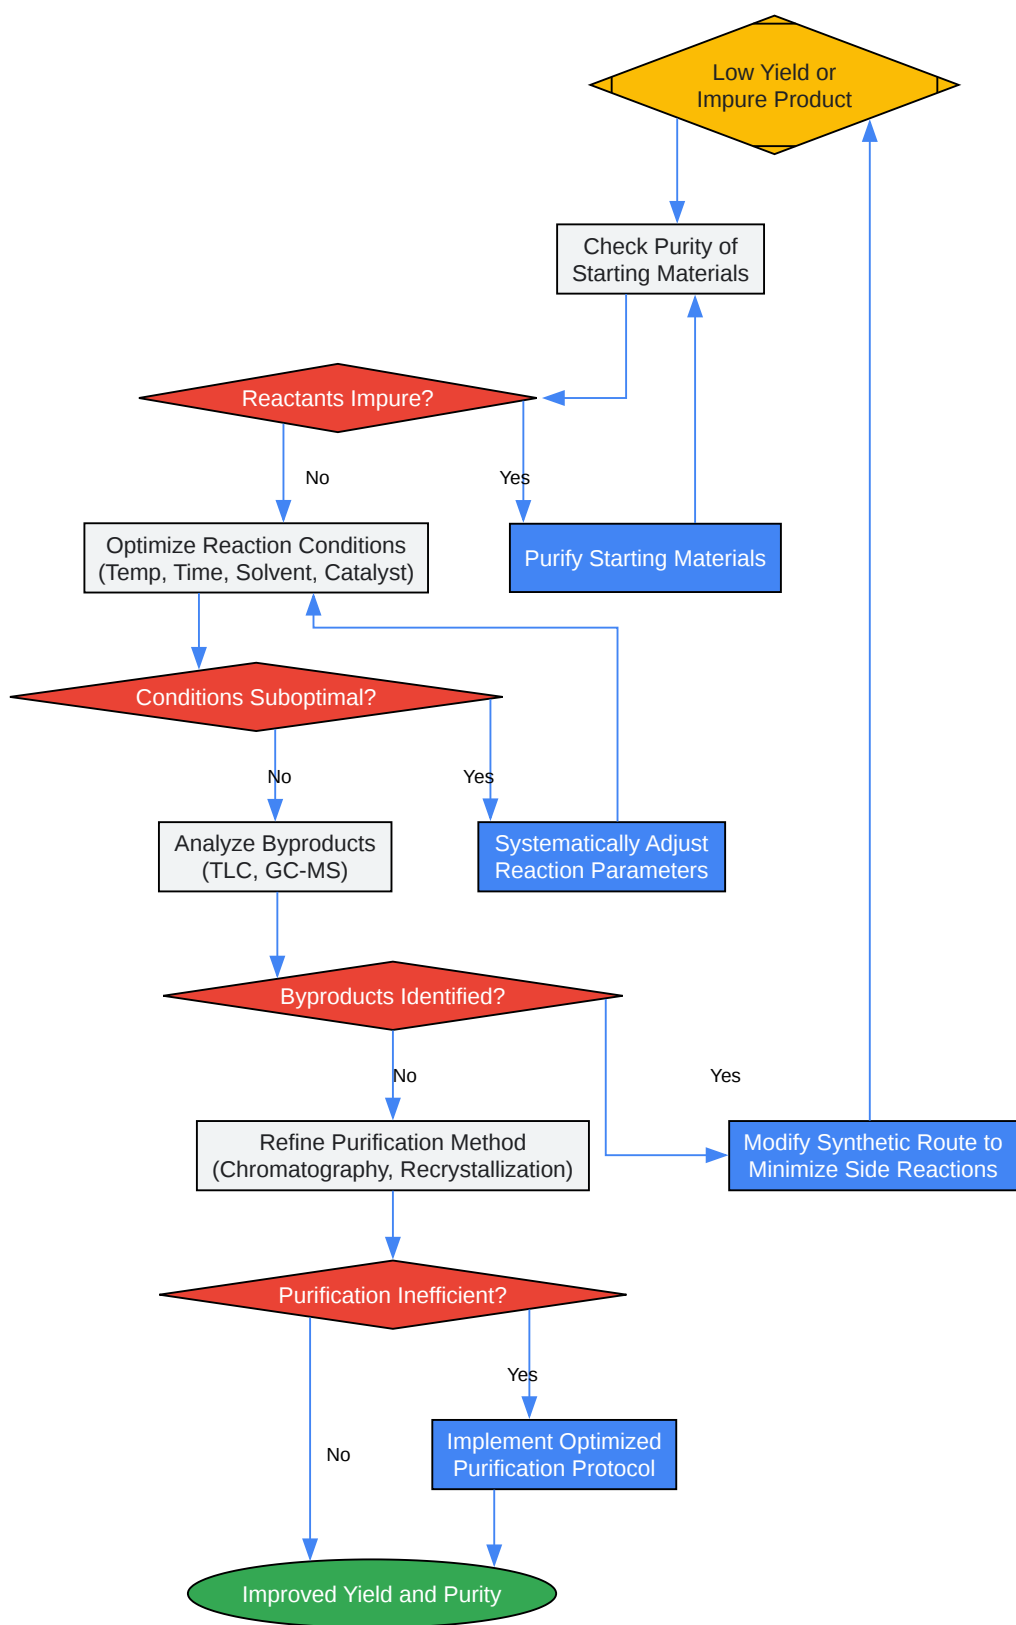 Low Yield or
Impure Product
Check Purity of
Starting Materials
Reactants Impure?
No
Yes
Optimize Reaction Conditions
(Temp, Time, Solvent, Catalyst)
Purify Starting Materials
Conditions Suboptimal?
No
Yes
Analyze Byproducts
(TLC, GC-MS)
Systematically Adjust
Reaction Parameters
Byproducts Identified?
No
Yes
Refine Purification Method
(Chromatography, Recrystallization)
Modify Synthetic Route to
Minimize Side Reactions
Purification Inefficient?
Yes
No
Implement Optimized
Purification Protocol
Improved Yield and Purity